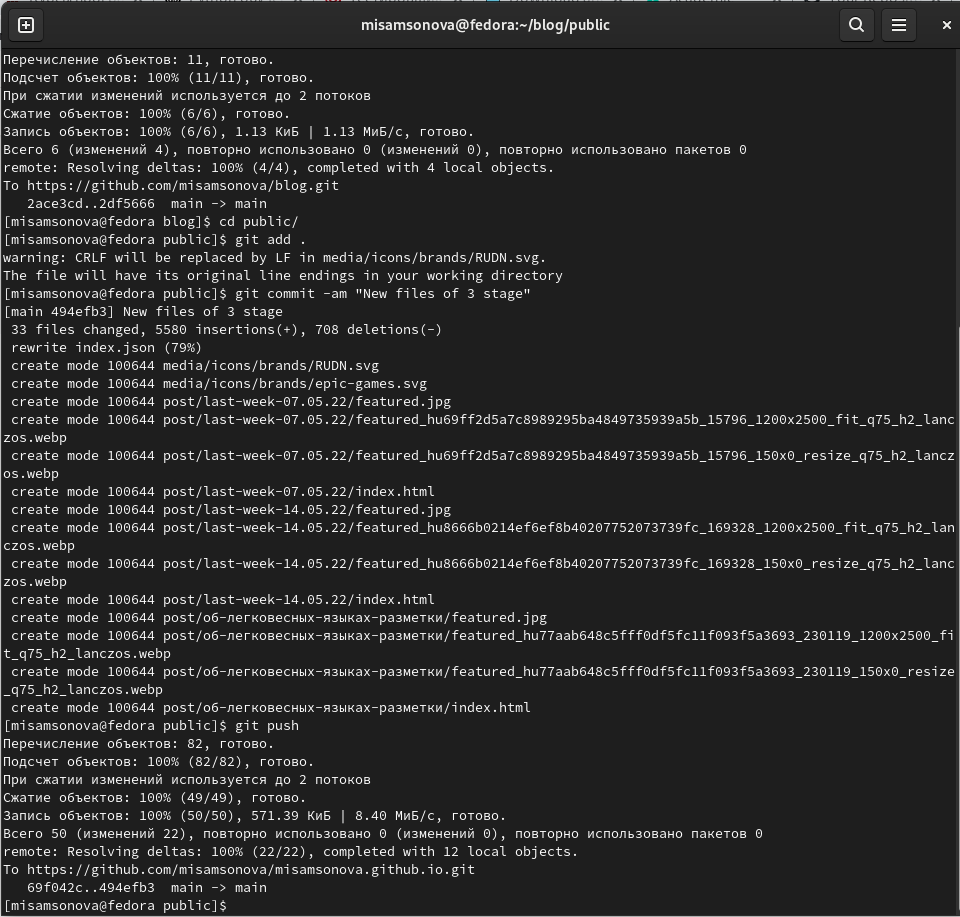 misamsonova@fedora:~/blog/public
Перечисление объектов: 11, готово.
Подсчет объектов: 100% (11/11), готово.
При сжатии изменений используется до 2 потоков
Сжатие объектов: 100% (6/6), готово.
Запись объектов: 100% (6/6), 1.13 КиБ | 1.13 МиБ/с, готово.
Всего 6 (изменений 4), повторно использовано 0 (изменений 0), повторно использовано пакетов 0
remote: Resolving deltas: 100% (4/4), completed with 4 local objects.
To https://github.com/misamsonova/blog.git
   2ace3cd..2df5666  main -> main
[misamsonova@fedora blog]$ cd public/
[misamsonova@fedora public]$ git add .
warning: CRLF will be replaced by LF in media/icons/brands/RUDN.svg.
The file will have its original line endings in your working directory
[misamsonova@fedora public]$ git commit -am "New files of 3 stage"
[main 494efb3] New files of 3 stage
 33 files changed, 5580 insertions(+), 708 deletions(-)
 rewrite index.json (79%)
 create mode 100644 media/icons/brands/RUDN.svg
 create mode 100644 media/icons/brands/epic-games.svg
 create mode 100644 post/last-week-07.05.22/featured.jpg
 create mode 100644 post/last-week-07.05.22/featured_hu69ff2d5a7c8989295ba4849735939a5b_15796_1200x2500_fit_q75_h2_lanc
zos.webp
 create mode 100644 post/last-week-07.05.22/featured_hu69ff2d5a7c8989295ba4849735939a5b_15796_150x0_resize_q75_h2_lancz
os.webp
 create mode 100644 post/last-week-07.05.22/index.html
 create mode 100644 post/last-week-14.05.22/featured.jpg
 create mode 100644 post/last-week-14.05.22/featured_hu8666b0214ef6ef8b40207752073739fc_169328_1200x2500_fit_q75_h2_lan
czos.webp
 create mode 100644 post/last-week-14.05.22/featured_hu8666b0214ef6ef8b40207752073739fc_169328_150x0_resize_q75_h2_lanc
zos.webp
 create mode 100644 post/last-week-14.05.22/index.html
 create mode 100644 post/об-легковесных-языках-разметки/featured.jpg
 create mode 100644 post/об-легковесных-языках-разметки/featured_hu77aab648c5fff0df5fc11f093f5a3693_230119_1200x2500_fi
t_q75_h2_lanczos.webp
 create mode 100644 post/об-легковесных-языках-разметки/featured_hu77aab648c5fff0df5fc11f093f5a3693_230119_150x0_resize
_q75_h2_lanczos.webp
 create mode 100644 post/об-легковесных-языках-разметки/index.html
[misamsonova@fedora public]$ git push
Перечисление объектов: 82, готово.
Подсчет объектов: 100% (82/82), готово.
При сжатии изменений используется до 2 потоков
Сжатие объектов: 100% (49/49), готово.
Запись объектов: 100% (50/50), 571.39 КиБ | 8.40 МиБ/с, готово.
Всего 50 (изменений 22), повторно использовано 0 (изменений 0), повторно использовано пакетов 0
remote: Resolving deltas: 100% (22/22), completed with 12 local objects.
To https://github.com/misamsonova/misamsonova.github.io.git
   69f042c..494efb3  main -> main
[misamsonova@fedora public]$